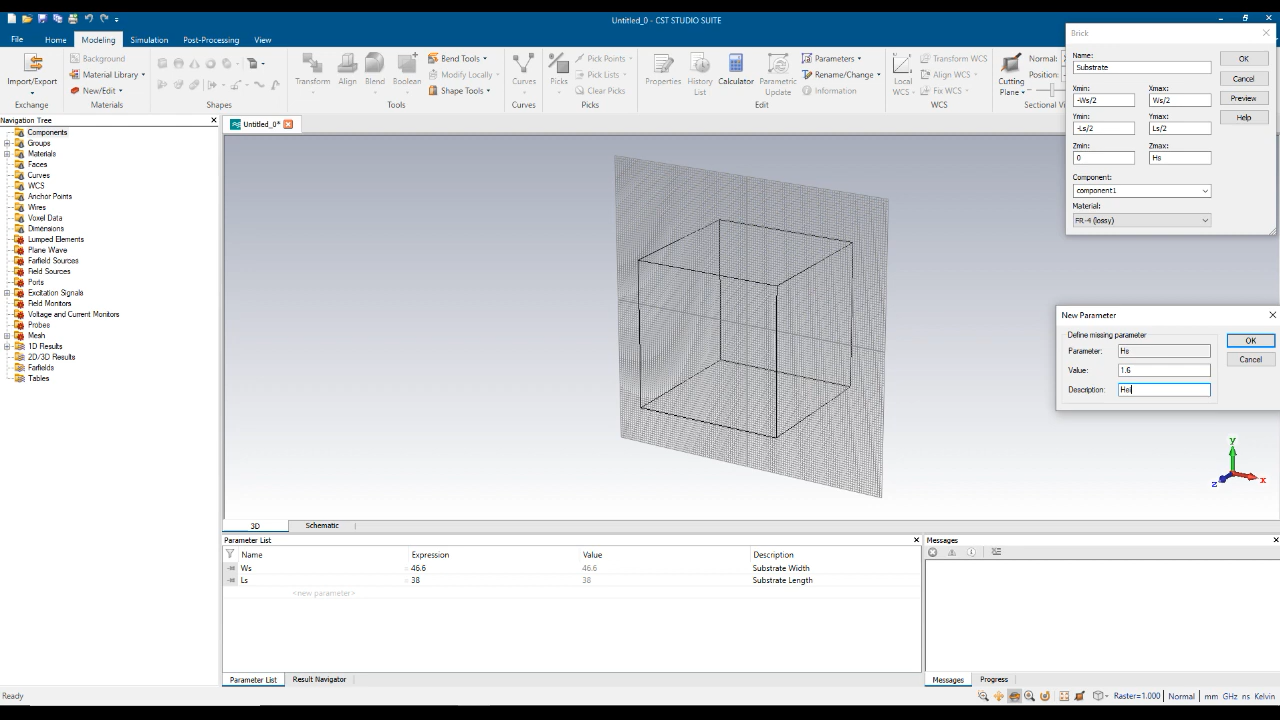 Untitled_0 - CST STUDIO SUITE
File Home Modeling Simulation Post-Processing View
Import/Export
Exchange
Background
Material Library
New/Edit
Materials
Shapes
Transform Align Blend Boolean
Bend Tools
Modify Locally
Shape Tools
Tools
Curves
Curves
Picks
Pick Points
Pick Lists
Clear Picks
Picks
Properties History List Calculator Parametric Update
Parameters
Rename/Change
Information
Edit
Local WCS
Transform WCS
Align WCS
Fix WCS
WCS
Cutting Plane
Normal:
Position:
Navigation Tree
Components
Groups
Materials
Faces
Curves
WCS
Anchor Points
Wires
Voxel Data
Dimensions
Lumped Elements
Plane Wave
Farfield Sources
Field Sources
Ports
Excitation Signals
Field Monitors
Voltage and Current Monitors
Probes
Mesh
1D Results
2D/3D Results
Farfields
Tables
Untitled_0*
Brick
Name:
Substrate
OK
Cancel
Preview
Help
Xmin: Xmax:
-Ws/2 Ws/2
Ymin: Ymax:
-Ls/2 Ls/2
Zmin: Zmax:
0 Hs
Component:
component1
Material:
FR-4 (lossy)
New Parameter
Define missing parameter
Parameter: Hs
Value: 1.6
Description: Hei
OK
Cancel
y
z
x
3D Schematic
Parameter List
Name Expression Value Description
Ws = 46.6 46.6 Substrate Width
Ls = 38 38 Substrate Length
<new parameter>
Parameter List Result Navigator
Messages
Messages Progress
Ready
Raster=1.000 Normal mm GHz ns Kelvin